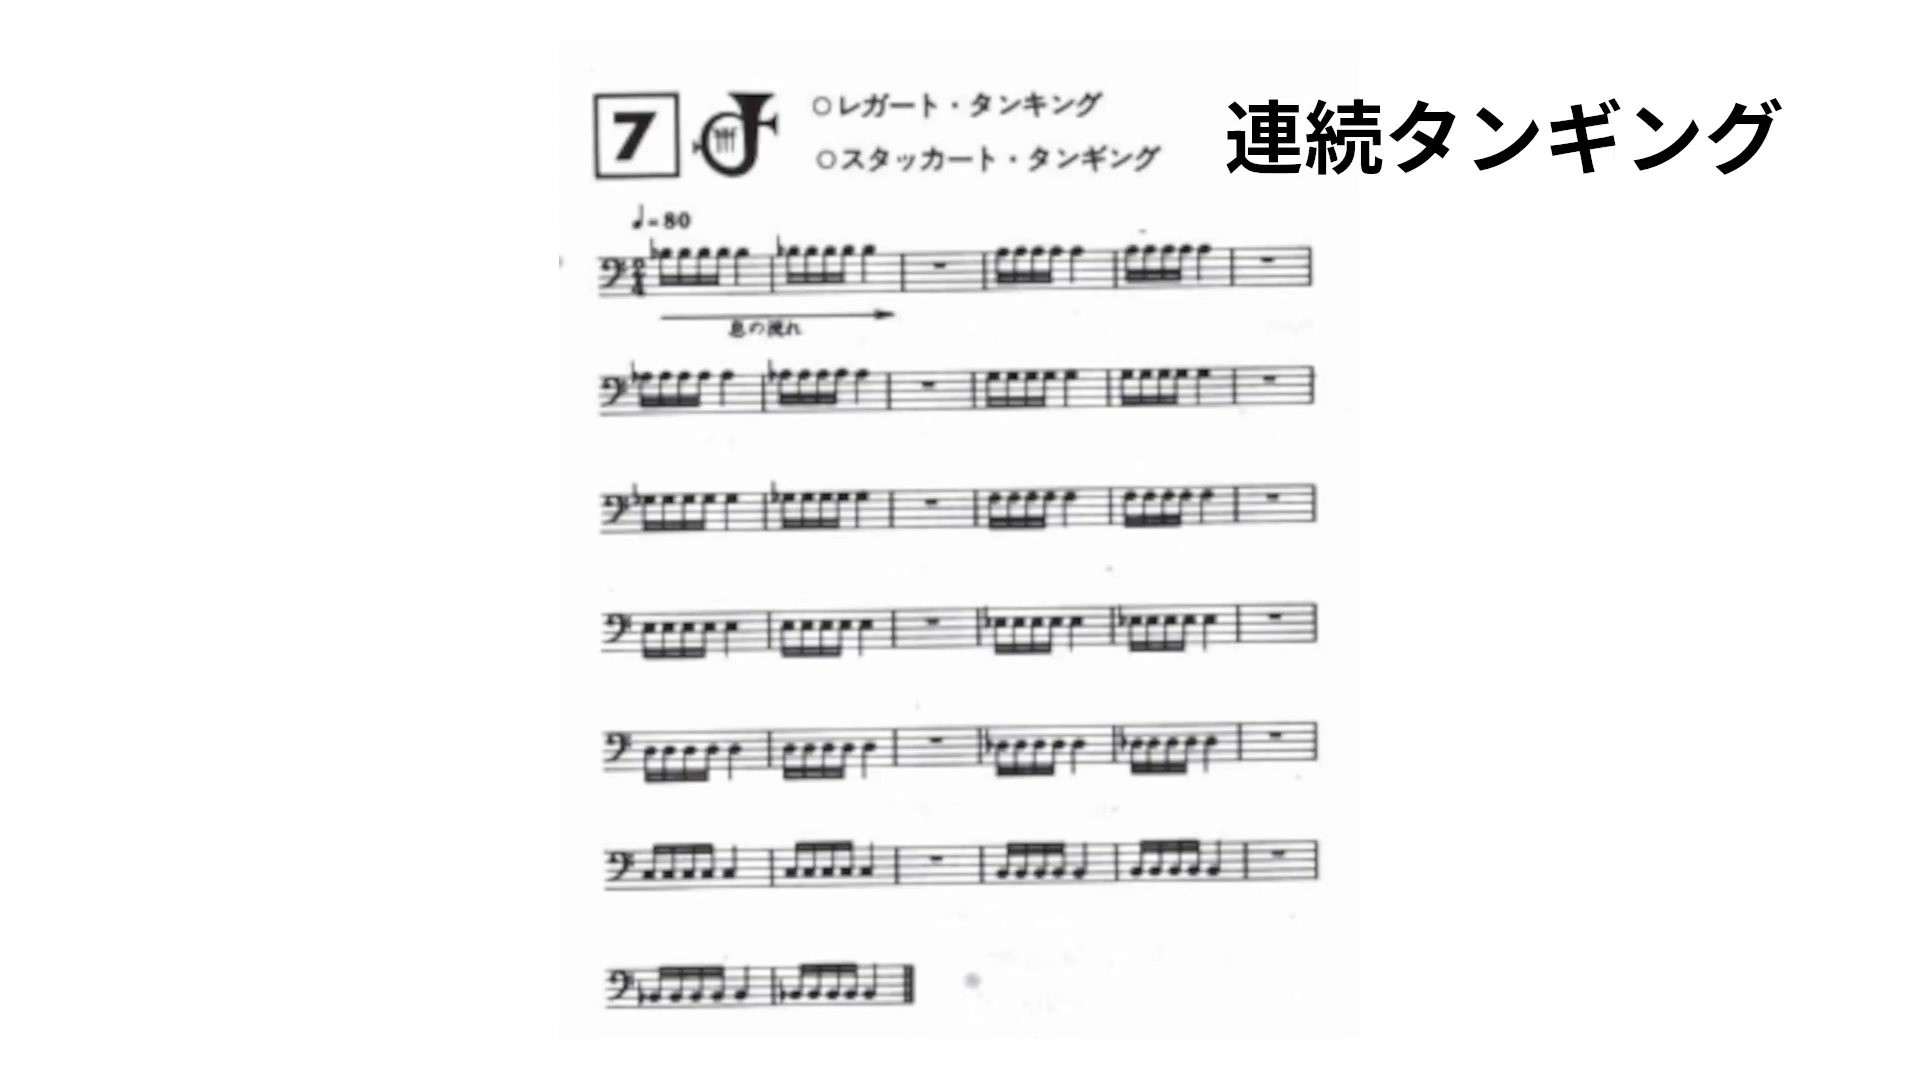 7
○レガート・タンキング
○スタッカート・タンギング
連続タンギング
♩=80
息の流れ